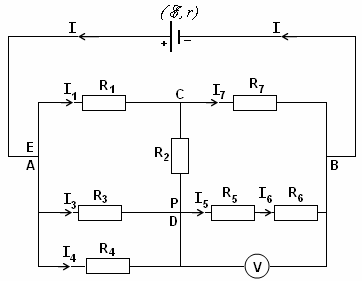 (ℰ, r)
I I
+ −
I₁ R₁ C I₇ R₇
R₂
E
A B
I₃ R₃ P I₅ R₅ I₆ R₆
D
I₄ R₄ V